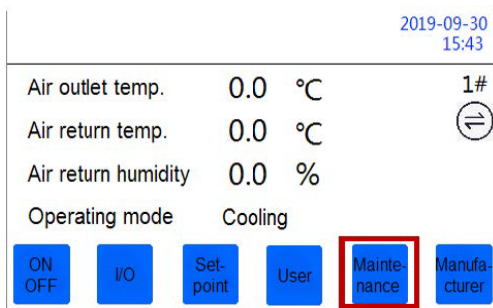 2019-09-30
15:43
Air outlet temp. 0.0 °C 1#
Air return temp. 0.0 °C
Air return humidity 0.0 %
Operating mode Cooling
ON
OFF
I/O
Set-
point
User
Mainte-
nance
Manufa-
cturer